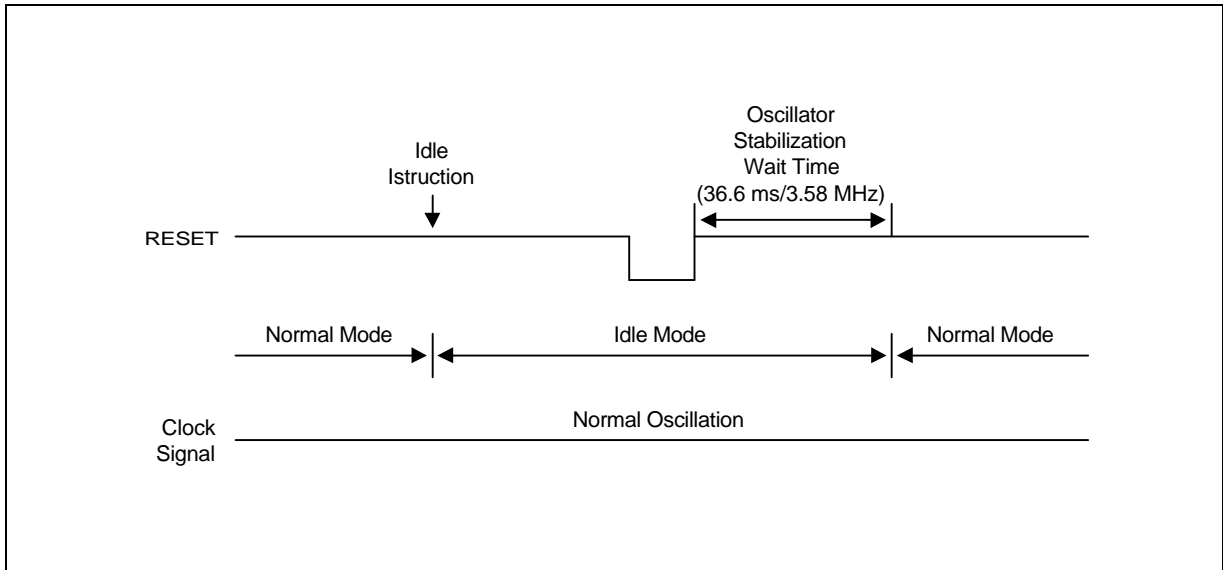 Oscillator
Stabilization
Wait Time
(36.6 ms/3.58 MHz)
Idle
Istruction
RESET
Normal Mode
Idle Mode
Normal Mode
Normal Oscillation
Clock
Signal